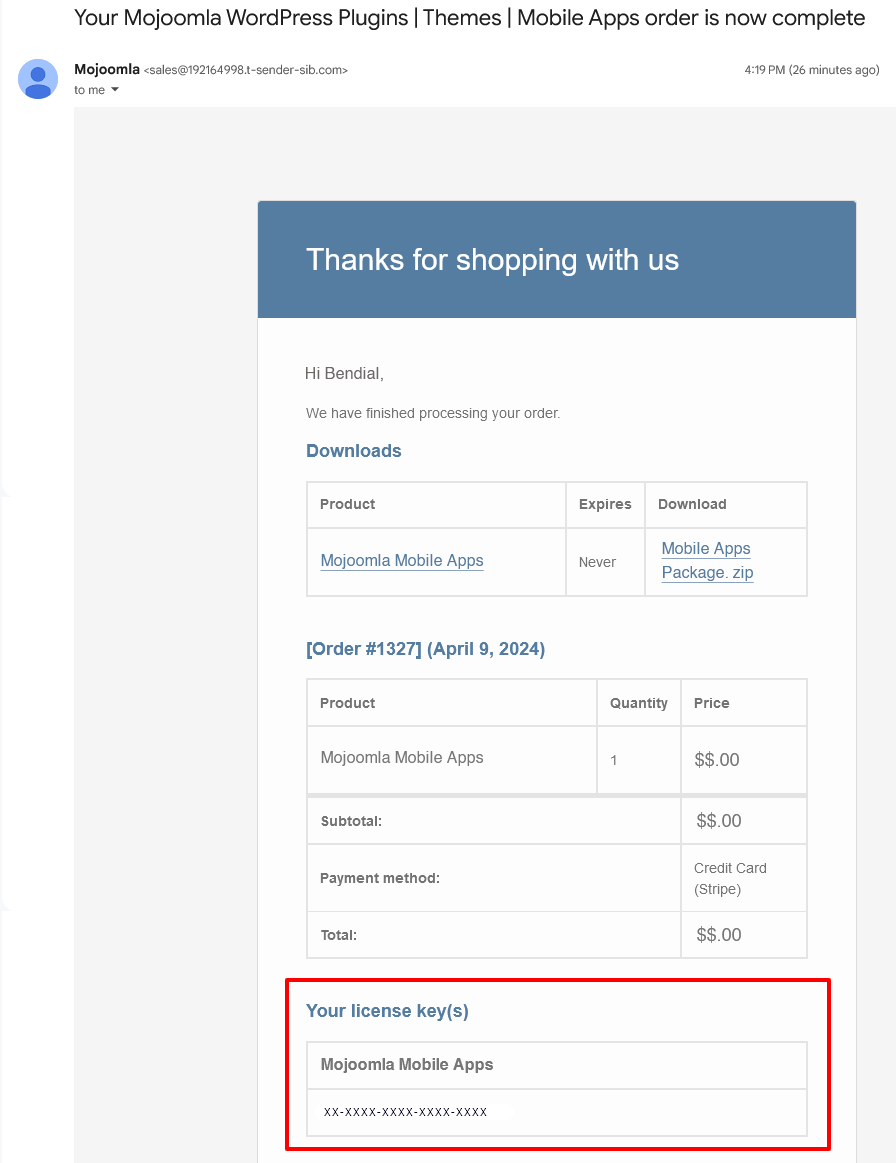 Your Mojoomla WordPress Plugins | Themes | Mobile Apps order is now complete
Mojoomla <sales@192164998.t-sender-sib.com>
4:19 PM (26 minutes ago)
to me
Thanks for shopping with us
Hi Bendial,
We have finished processing your order.
Downloads
Product Expires Download
Mojoomla Mobile Apps Never Mobile Apps
Package. zip
[Order #1327] (April 9, 2024)
Product Quantity Price
Mojoomla Mobile Apps 1 $$.00
Subtotal: $$.00
Payment method: Credit Card
(Stripe)
Total: $$.00
Your license key(s)
Mojoomla Mobile Apps
XX-XXXX-XXXX-XXXX-XXXX